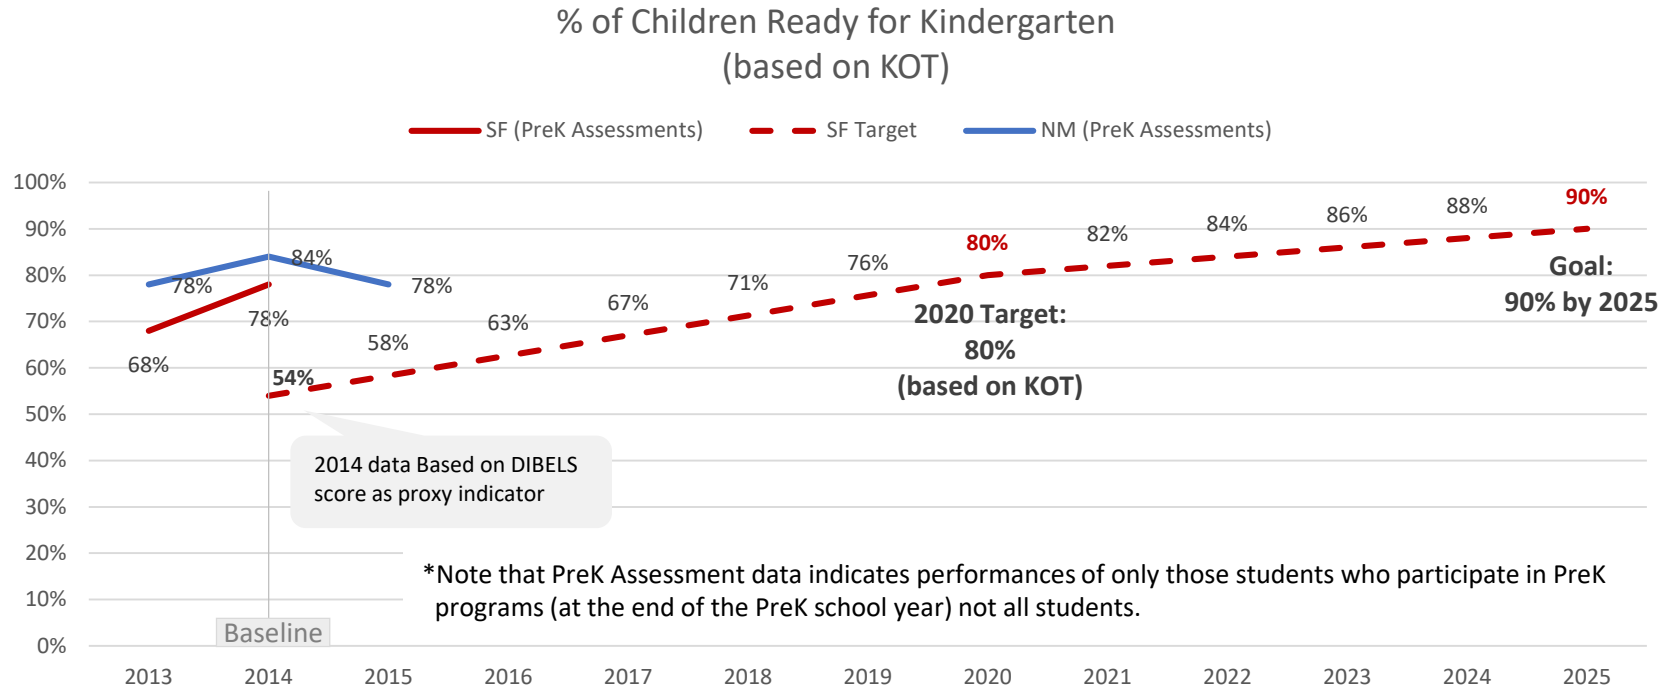 % of Children Ready for Kindergarten
(based on KOT)
SF (PreK Assessments) SF Target NM (PreK Assessments)
100%
90%
80%
70%
60%
50%
40%
30%
20%
10%
0%
78%
84%
78%
68%
78%
54%
58%
63%
67%
71%
76%
80%
82%
84%
86%
88%
90%
2020 Target:
80%
(based on KOT)
Goal:
90% by 2025
2014 data Based on DIBELS
score as proxy indicator
*Note that PreK Assessment data indicates performances of only those students who participate in PreK
programs (at the end of the PreK school year) not all students.
Baseline
2013 2014 2015 2016 2017 2018 2019 2020 2021 2022 2023 2024 2025